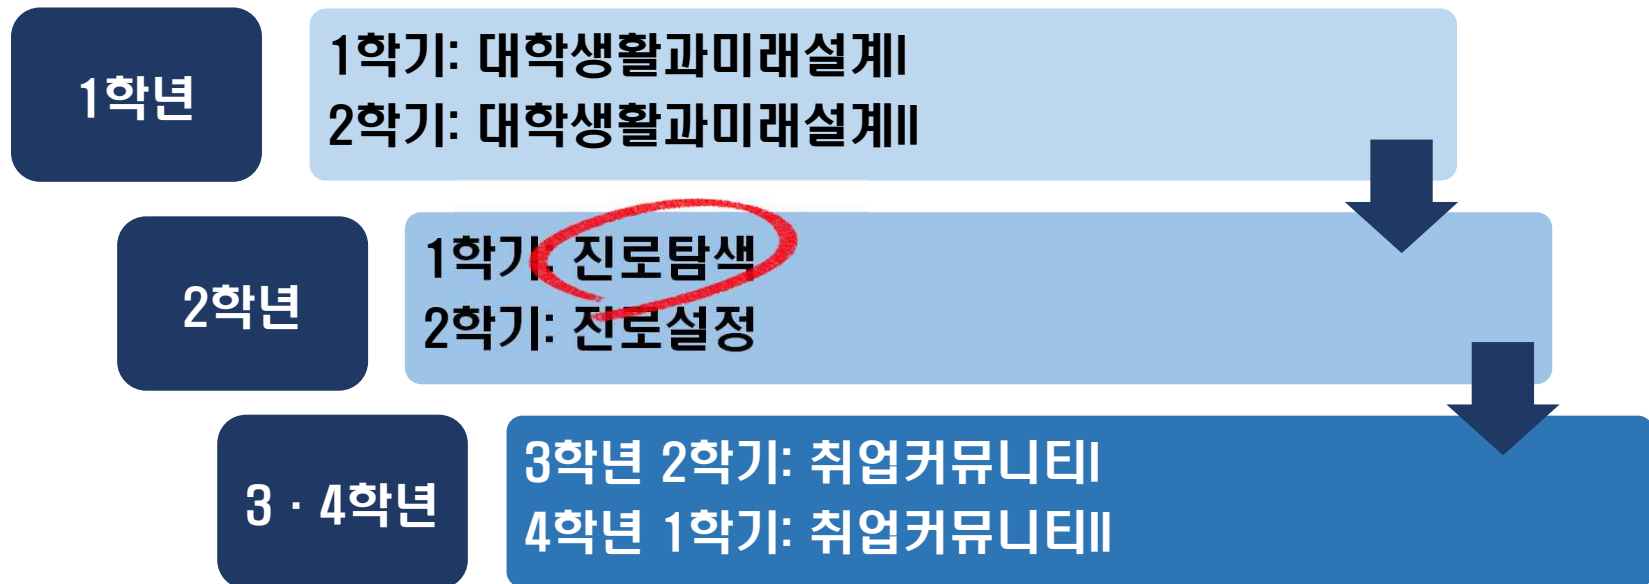 1학년
1학기: 대학생활과미래설계I
2학기: 대학생활과미래설계II
2학년
1학기: 진로탐색
2학기: 진로설정
3 · 4학년
3학년 2학기: 취업커뮤니티I
4학년 1학기: 취업커뮤니티II